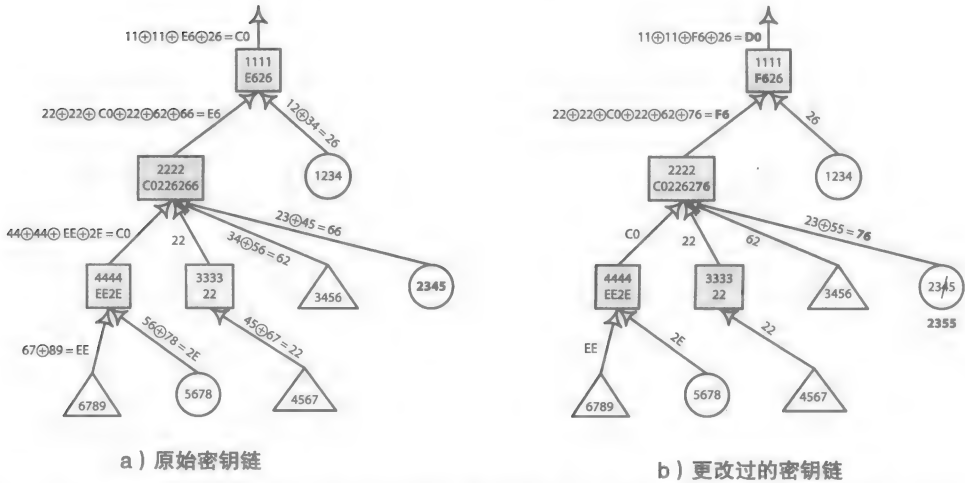 11⊕11⊕E6⊕26=C0
1111
E626
22⊕22⊕C0⊕22⊕62⊕66=E6
12⊕34=26
2222
C0226266
1234
44⊕44⊕EE⊕2E=C0
22
34⊕56=62
23⊕45=66
4444
EE2E
3333
22
3456
2345
67⊕89=EE
56⊕78=2E
45⊕67=22
6789
5678
4567
a）原始密钥链
11⊕11⊕F6⊕26=D0
1111
F626
22⊕22⊕C0⊕22⊕62⊕76=F6
26
2222
C0226276
1234
C0
22
62
23⊕55=76
4444
EE2E
3333
22
3456
2345
2355
EE
2E
22
6789
5678
4567
b）更改过的密钥链